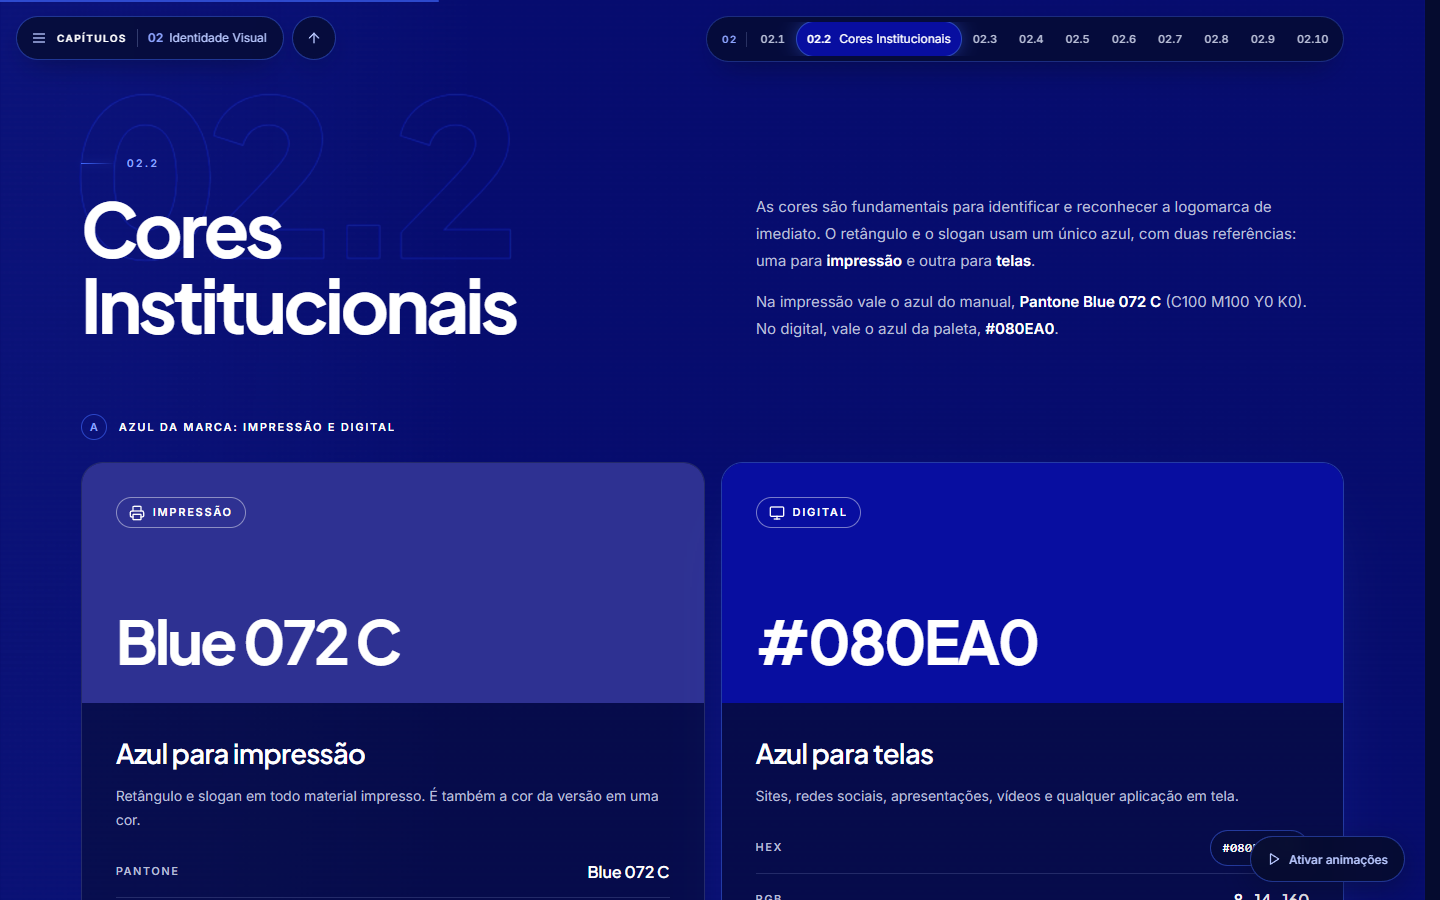 CAPÍTULOS 02 Identidade Visual
02 02.1 02.2 Cores Institucionais 02.3 02.4 02.5 02.6 02.7 02.8 02.9 02.10
02.2
02.2
Cores
Institucionais
As cores são fundamentais para identificar e reconhecer a logomarca de
imediato. O retângulo e o slogan usam um único azul, com duas referências:
uma para impressão e outra para telas.
Na impressão vale o azul do manual, Pantone Blue 072 C (C100 M100 Y0 K0).
No digital, vale o azul da paleta, #080EA0.
A AZUL DA MARCA: IMPRESSÃO E DIGITAL
IMPRESSÃO
Blue 072 C
Azul para impressão
Retângulo e slogan em todo material impresso. É também a cor da versão em uma
cor.
PANTONE Blue 072 C
DIGITAL
#080EA0
Azul para telas
Sites, redes sociais, apresentações, vídeos e qualquer aplicação em tela.
HEX
RGB 8 14 160
Ativar animações